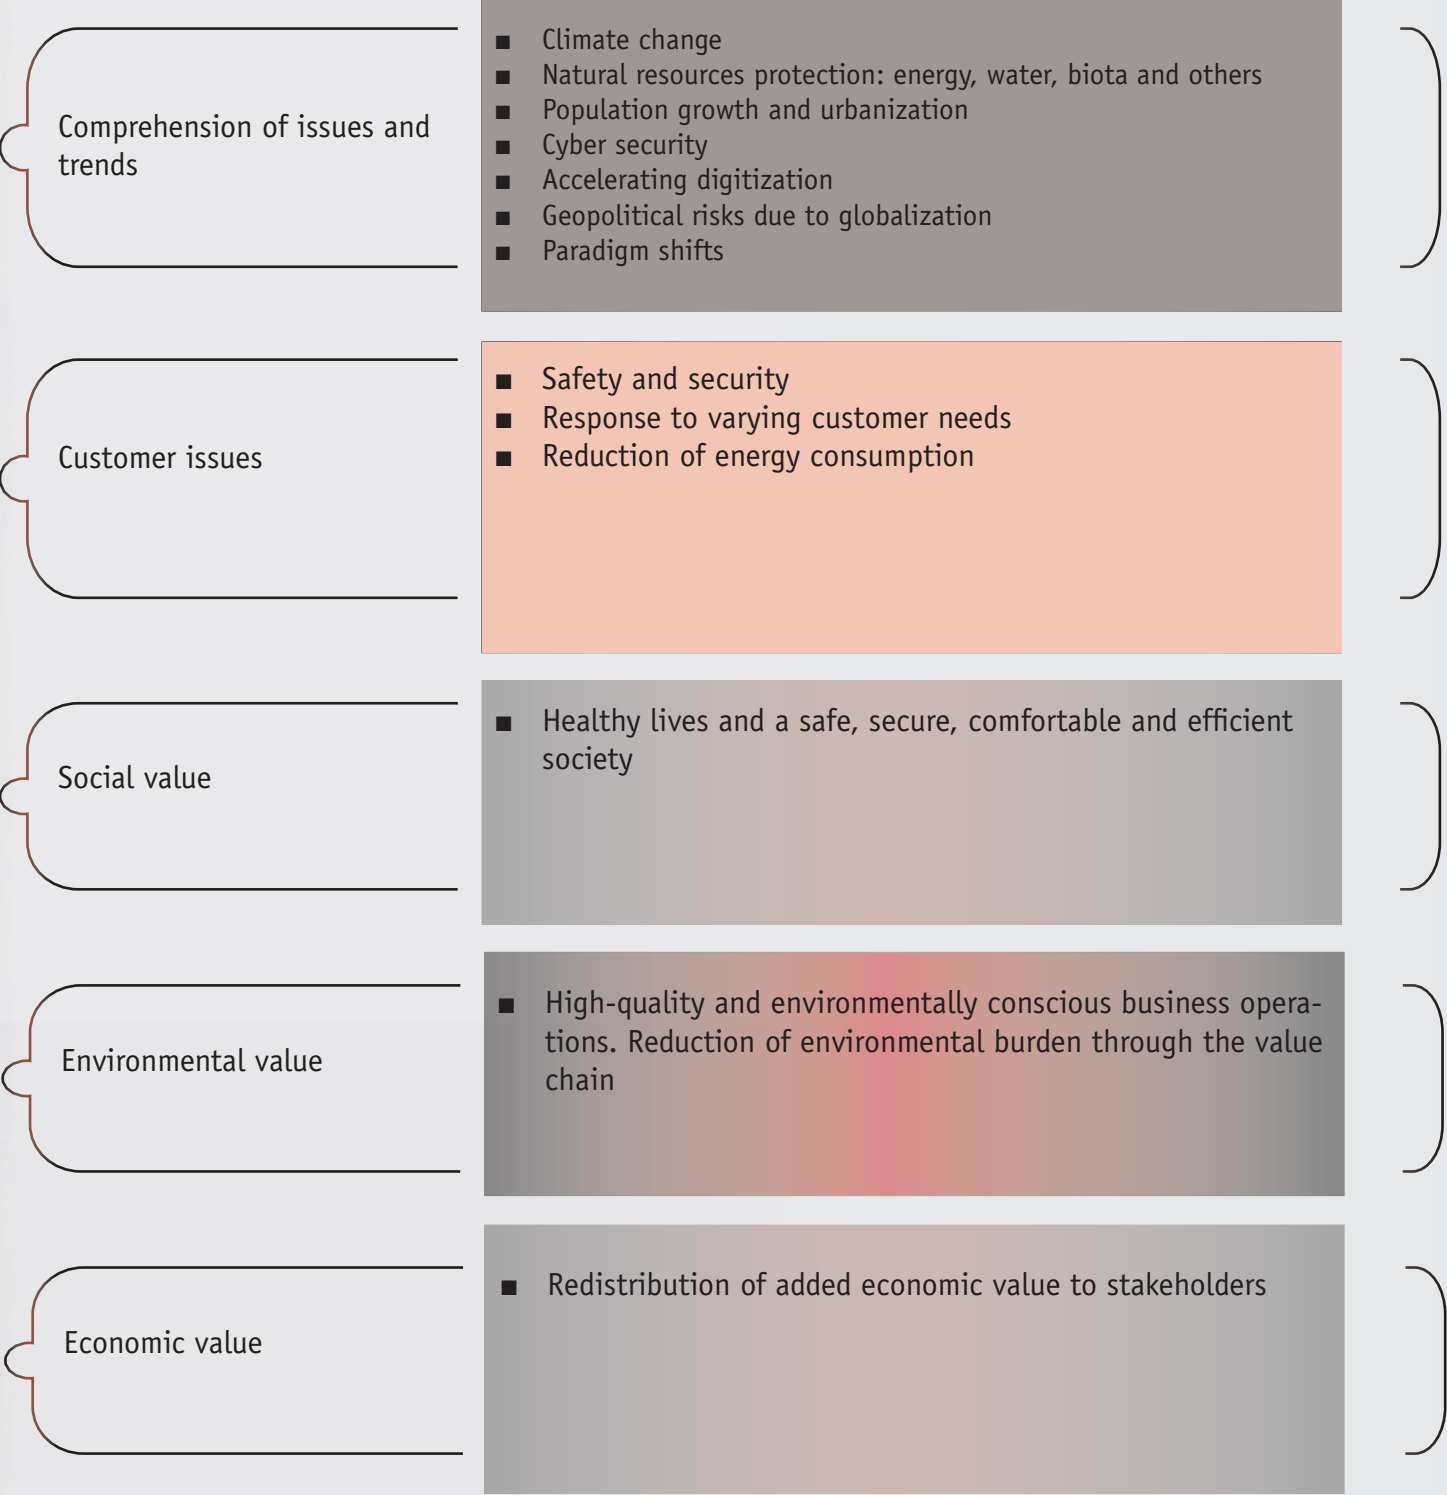 Comprehension of issues and
trends
■ Climate change
■ Natural resources protection: energy, water, biota and others
■ Population growth and urbanization
■ Cyber security
■ Accelerating digitization
■ Geopolitical risks due to globalization
■ Paradigm shifts
Customer issues
■ Safety and security
■ Response to varying customer needs
■ Reduction of energy consumption
Social value
■ Healthy lives and a safe, secure, comfortable and efficient
society
Environmental value
■ High-quality and environmentally conscious business opera-
tions. Reduction of environmental burden through the value
chain
Economic value
■ Redistribution of added economic value to stakeholders